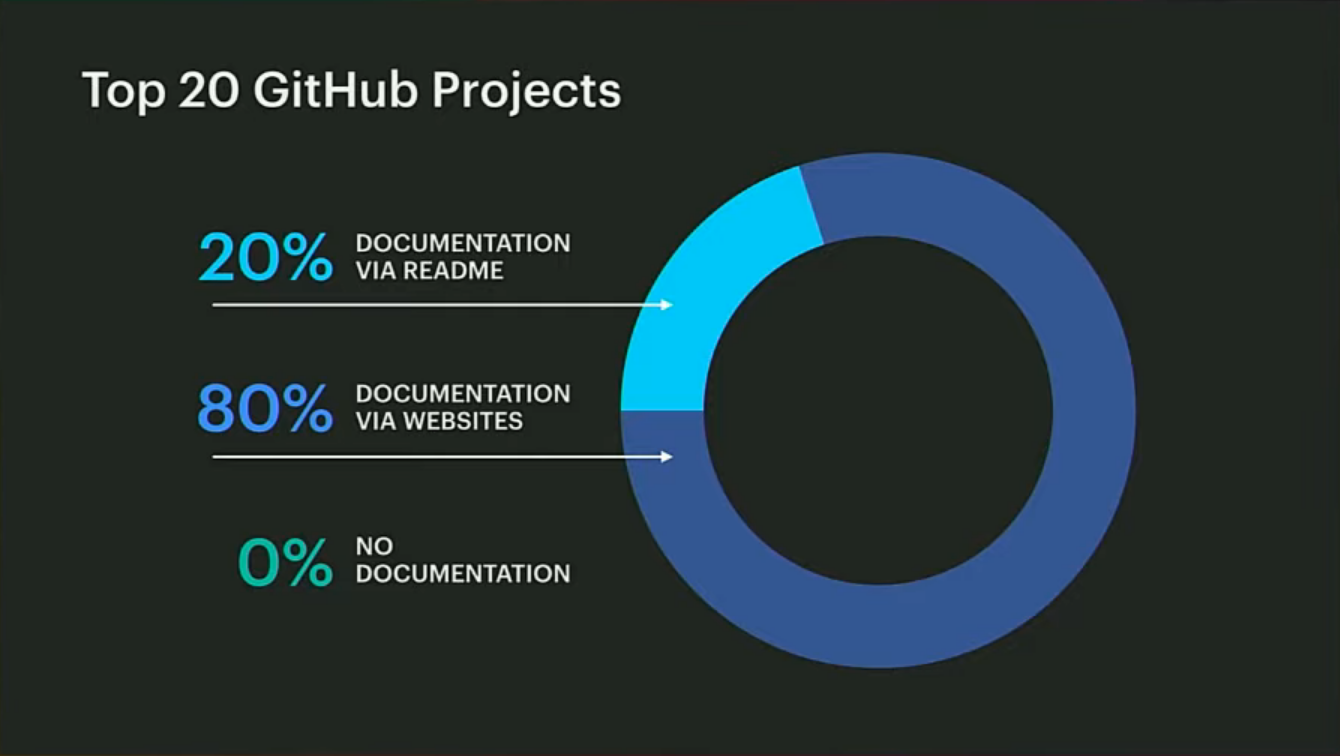 Top 20 GitHub Projects
20%
DOCUMENTATION
VIA README
80%
DOCUMENTATION
VIA WEBSITES
0%
NO
DOCUMENTATION